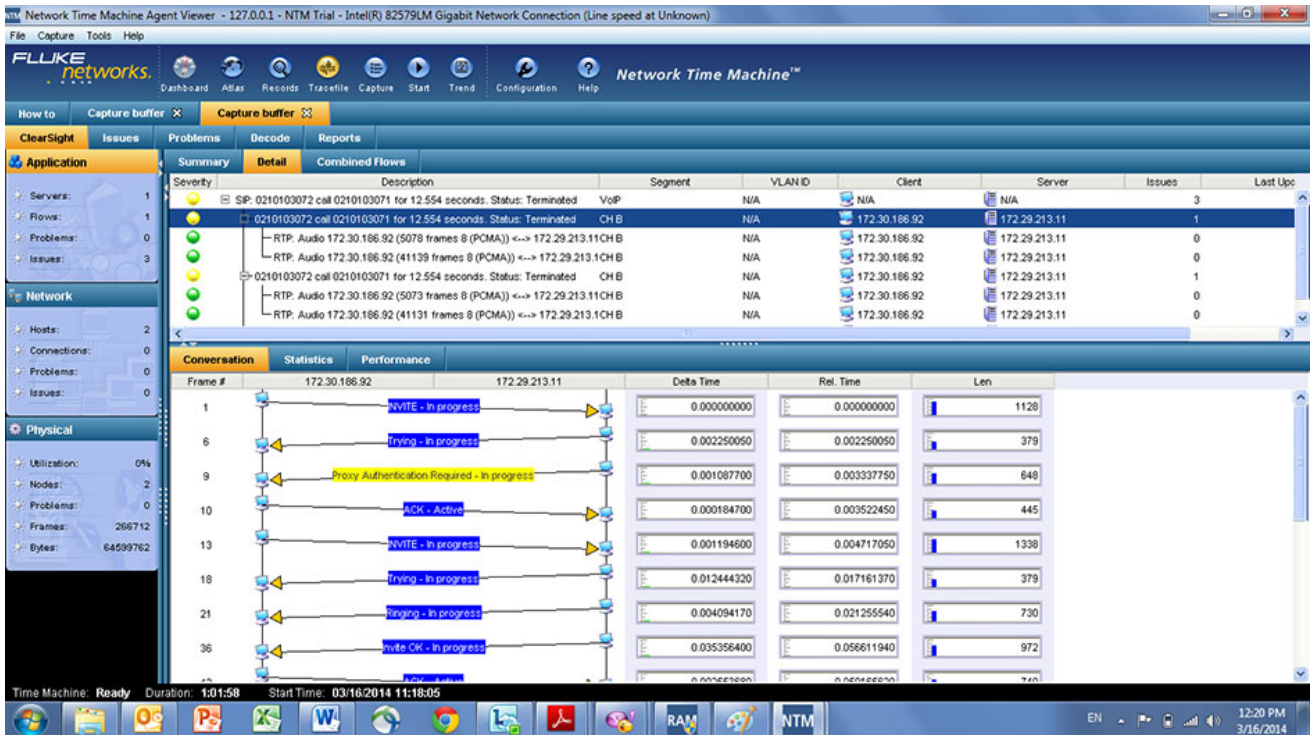 Network Time Machine Agent Viewer - 127.0.0.1 - NTM Trial - Intel(R) 82579LM Gigabit Network Connection (Line speed at Unknown)
File Capture Tools Help
FLUKE networks.
Dashboard Atlas Records Tracefile Capture Start Trend Configuration Help
Network Time Machine™
How to Capture buffer Capture buffer
ClearSight Issues Problems Decode Reports
Application
Servers: 1
Flows: 1
Problems: 0
Issues: 3
Network
Hosts: 2
Connections: 0
Problems: 0
Issues: 0
Physical
Utilization: 0%
Nodes: 2
Problems: 0
Frames: 266712
Bytes: 64599762
Summary Detail Combined Flows
Severity Description Segment VLAN ID Client Server Issues Last Upc
SIP: 0210103072 call 0210103071 for 12.554 seconds. Status: Terminated VoIP N/A N/A N/A 3
0210103072 call 0210103071 for 12.554 seconds. Status: Terminated CH B N/A 172.30.186.92 172.29.213.11 1
RTP: Audio 172.30.186.92 (5078 frames 8 (PCMA)) <--> 172.29.213.11 CH B N/A 172.30.186.92 172.29.213.11 0
RTP: Audio 172.30.186.92 (41139 frames 8 (PCMA)) <--> 172.29.213.1 CH B N/A 172.30.186.92 172.29.213.11 0
0210103072 call 0210103071 for 12.554 seconds. Status: Terminated CH B N/A 172.30.186.92 172.29.213.11 1
RTP: Audio 172.30.186.92 (5073 frames 8 (PCMA)) <--> 172.29.213.11 CH B N/A 172.30.186.92 172.29.213.11 0
RTP: Audio 172.30.186.92 (41131 frames 8 (PCMA)) <--> 172.29.213.1 CH B N/A 172.30.186.92 172.29.213.11 0
Conversation Statistics Performance
Frame # 172.30.186.92 172.29.213.11 Delta Time Rel. Time Len
1 INVITE - In progress 0.000000000 0.000000000 1128
6 Trying - In progress 0.002250050 0.002250050 379
9 Proxy Authentication Required - In progress 0.001087700 0.003337750 648
10 ACK - Active 0.000184700 0.003522450 445
13 INVITE - In progress 0.001194600 0.004717050 1338
18 Trying - In progress 0.012444320 0.017161370 379
21 Ringing - In progress 0.004094170 0.021255540 730
36 Invite OK - In progress 0.035356400 0.056611940 972
Time Machine: Ready Duration: 1:01:58 Start Time: 03/16/2014 11:18:05
RAM NTM EN 12:20 PM
3/16/2014